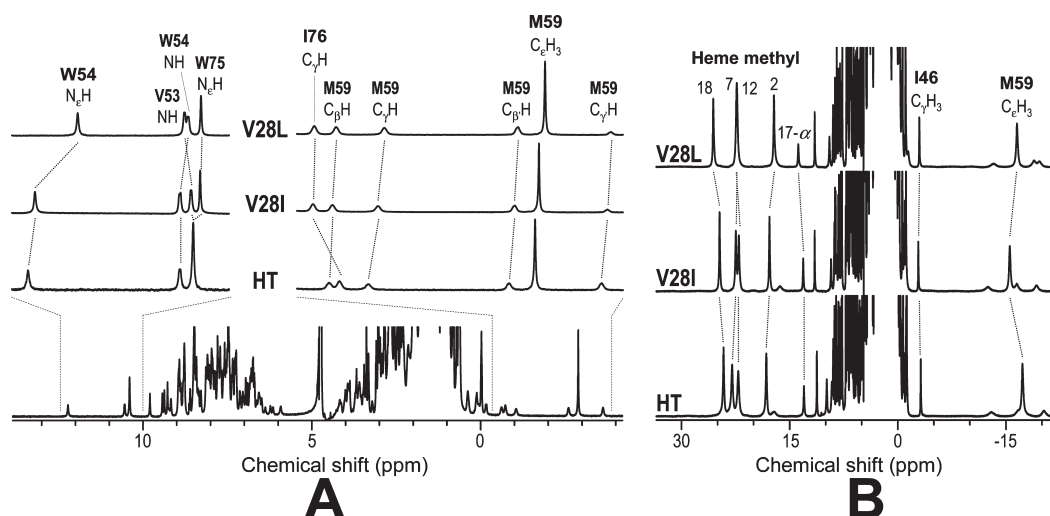 W54
NεH
W54
NH
V53
NH
W75
NεH
I76
CγH
M59
CβH
M59
CγH
M59
Cβ'H
M59
CεH3
M59
Cγ'H
V28L
V28I
HT
10
5
0
Chemical shift (ppm)
A
Heme methyl
18
7
12
2
17-α
I46
CγH3
M59
CεH3
V28L
V28I
HT
30
15
0
-15
Chemical shift (ppm)
B